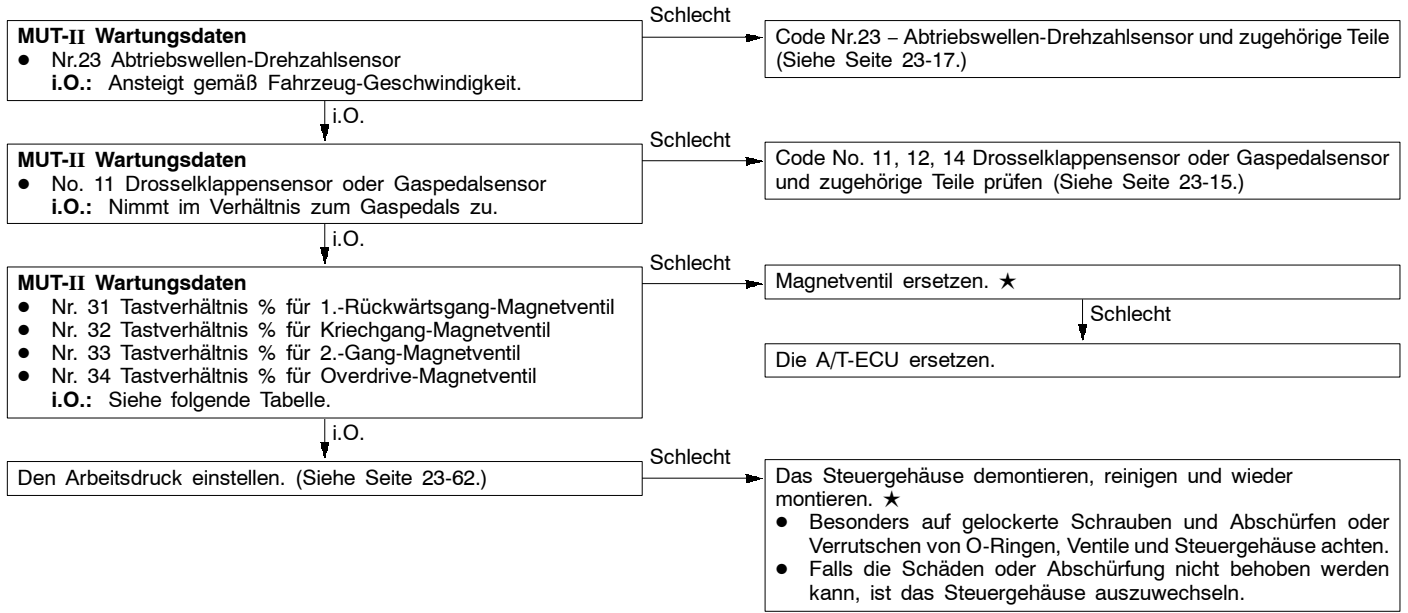 MUT-II Wartungsdaten
● Nr.23 Abtriebswellen-Drehzahlsensor
i.O.: Ansteigt gemäß Fahrzeug-Geschwindigkeit.
Schlecht
Code Nr.23 – Abtriebswellen-Drehzahlsensor und zugehörige Teile
(Siehe Seite 23-17.)
i.O.
MUT-II Wartungsdaten
● No. 11 Drosselklappensensor oder Gaspedalsensor
i.O.: Nimmt im Verhältnis zum Gaspedals zu.
Schlecht
Code No. 11, 12, 14 Drosselklappensensor oder Gaspedalsensor
und zugehörige Teile prüfen (Siehe Seite 23-15.)
i.O.
MUT-II Wartungsdaten
● Nr. 31 Tastverhältnis % für 1.-Rückwärtsgang-Magnetventil
● Nr. 32 Tastverhältnis % für Kriechgang-Magnetventil
● Nr. 33 Tastverhältnis % für 2.-Gang-Magnetventil
● Nr. 34 Tastverhältnis % für Overdrive-Magnetventil
i.O.: Siehe folgende Tabelle.
Schlecht
Magnetventil ersetzen. ★
Schlecht
Die A/T-ECU ersetzen.
i.O.
Den Arbeitsdruck einstellen. (Siehe Seite 23-62.)
Schlecht
Das Steuergehäuse demontieren, reinigen und wieder
montieren. ★
● Besonders auf gelockerte Schrauben und Abschürfen oder
Verrutschen von O-Ringen, Ventile und Steuergehäuse achten.
● Falls die Schäden oder Abschürfung nicht behoben werden
kann, ist das Steuergehäuse auszuwechseln.